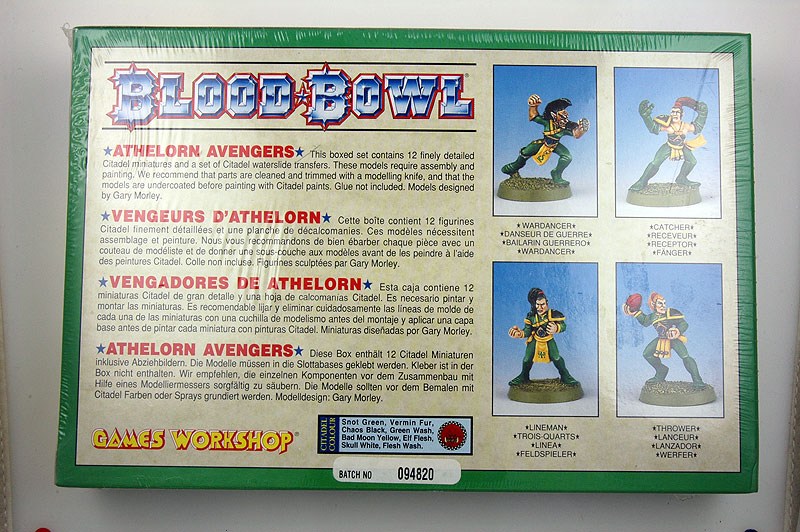 BLOOD★BOWL
★ATHELORN AVENGERS★ This boxed set contains 12 finely detailed
Citadel miniatures and a set of Citadel waterslide transfers. These models require assembly and
painting. We recommend that parts are cleaned and trimmed with a modelling knife, and that the
models are undercoated before painting with Citadel paints. Glue not included. Models designed
by Gary Morley.
★VENGEURS D'ATHELORN★ Cette boîte contient 12 figurines
Citadel finement détaillées et une planche de décalcomanies. Ces modèles nécessitent
assemblage et peinture. Nous vous recommandons de bien ébarber chaque pièce avec un
couteau de modéliste et de donner une sous-couche aux modèles avant de les peindre à l'aide
des peintures Citadel. Colle non incluse. Figurines sculptées par Gary Morley.
★VENGADORES DE ATHELORN★ Esta caja contiene 12
miniaturas Citadel de gran detalle y una hoja de calcomanías Citadel. Es necesario pintar y
montar las miniaturas. Es recomendable lijar y eliminar cuidadosamente las líneas de molde de
cada una de las miniaturas con una cuchilla de modelismo antes del montaje y aplicar una capa
base antes de pintar cada miniatura con pinturas Citadel. Miniaturas diseñadas por Gary Morley.
★ATHELORN AVENGERS★ Diese Box enthält 12 Citadel Miniaturen
inklusive Abziehbildern. Die Modelle müssen in die Slottabases geklebt werden. Kleber ist in der
Box nicht enthalten. Wir empfehlen, die einzelnen Komponenten vor dem Zusammenbau mit
Hilfe eines Modelliermessers sorgfältig zu säubern. Die Modelle sollten vor dem Bemalen mit
Citadel Farben oder Sprays grundiert werden. Modelldesign: Gary Morley.
GAMES WORKSHOP®
CITADEL
COLOUR
Snot Green, Vermin Fur,
Chaos Black, Green Wash,
Bad Moon Yellow, Elf Flesh,
Skull White, Flesh Wash.
BATCH NO 094820
★WARDANCER★
★DANSEUR DE GUERRE★
★BAILARIN GUERRERO★
★WARDANCER★
★CATCHER★
★RECEVEUR★
★RECEPTOR★
★FÄNGER★
★LINEMAN★
★TROIS-QUARTS★
★LINEA★
★FELDSPIELER★
★THROWER★
★LANCEUR★
★LANZADOR★
★WERFER★